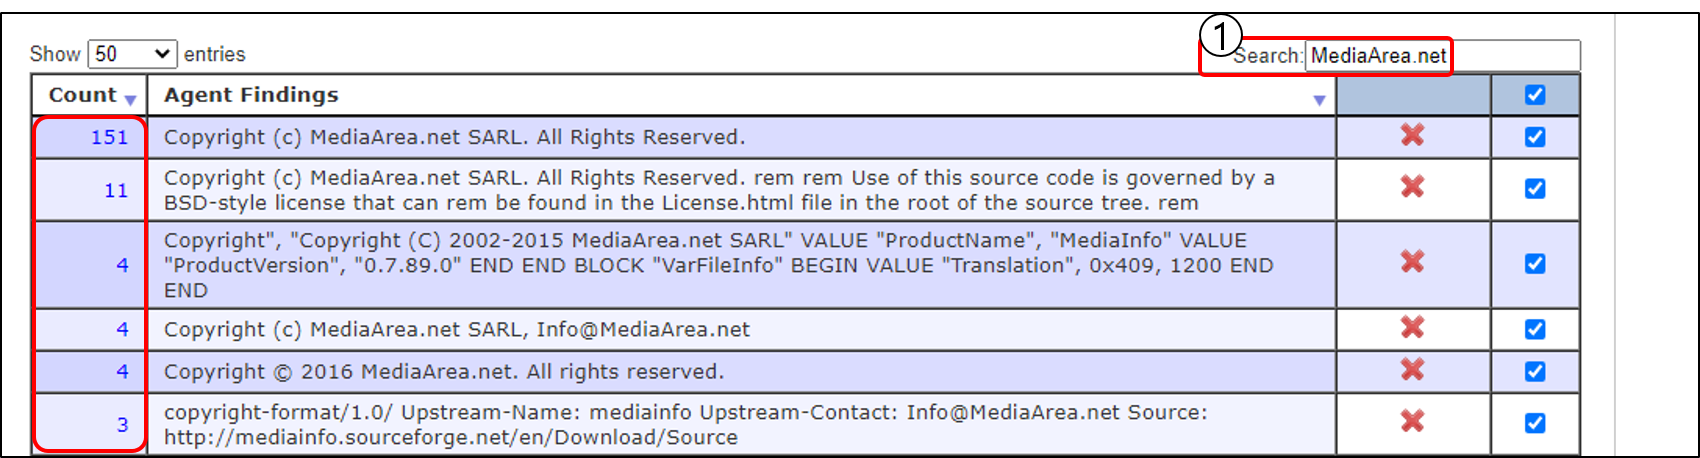 1
Show 50 entries Search: MediaArea.net
Count Agent Findings
151 Copyright (c) MediaArea.net SARL. All Rights Reserved.
11 Copyright (c) MediaArea.net SARL. All Rights Reserved. rem rem Use of this source code is governed by a
BSD-style license that can rem be found in the License.html file in the root of the source tree. rem
Copyright", "Copyright (C) 2002-2015 MediaArea.net SARL" VALUE "ProductName", "MediaInfo" VALUE
4 "ProductVersion", "0.7.89.0" END END BLOCK "VarFileInfo" BEGIN VALUE "Translation", 0x409, 1200 END
END
4 Copyright (c) MediaArea.net SARL, Info@MediaArea.net
4 Copyright © 2016 MediaArea.net. All rights reserved.
3 copyright-format/1.0/ Upstream-Name: mediainfo Upstream-Contact: Info@MediaArea.net Source:
http://mediainfo.sourceforge.net/en/Download/Source